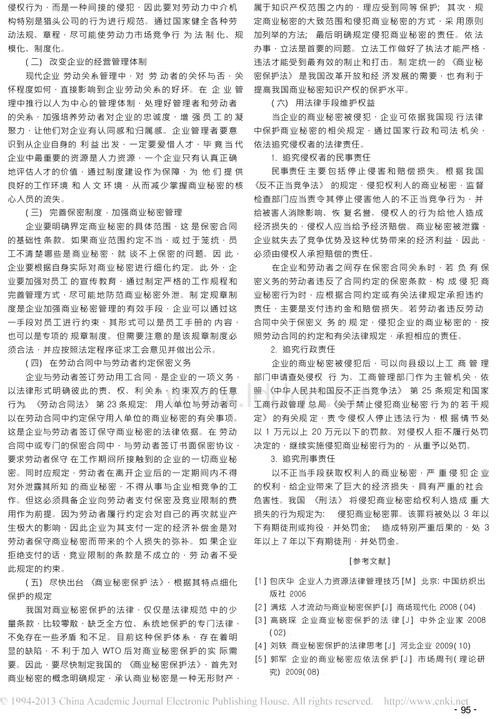 侵权行为，而是一种间接的侵犯，因此要对劳动力中介机
构特别是猎头公司的行为进行规范。通过国家健全各种劳
动法规、章程，尽可能使劳动力市场竞争行 为 法制化、规
模化、制度化。
（二） 改变企业的经营管理体制
现代企业 劳动关系管理中，对 劳动者的关怀与否，关
怀程度如何，直接影响到企业劳动关系的好坏。在 企业 管
理中推行以人为中心的管理体制，处理好管理者和劳动者
的关系，加强培养劳动者对企业的忠诚度，增 强员工的凝
聚力，让他们对企业有认同感和归属感。企业管理者要意
识到从企业自身的 利益出发，一定要爱惜人才，毕竟当代
企业中最重要的资源是人力资源，一个企业只有认真正确
地评估人才的价值，通过制度建设作为保障，为 他们提供
良好的工作环境 和人文环境，从而减少掌握商业秘密的核
心人员的流失。
（三） 完善保密制度，加强商业秘密管理
企业要明确界定商业秘密的具体范围，这是保密合同
的基础性条款。如果商业范围约定不当，或过于笼统，员
工不清楚哪些是商业秘密，就 谈不上保密的问题。因此，
企业要根据自身实际对商业秘密进行细化约定。此外，企
业要加强对员工的宣传教育，通过制定严格的工作规程和
完善管理方式，尽可能地防范商业秘密外泄。制 定规章制
度是企业加强商业秘密管理的有效手段，企业可以通过这
一手段对员工进行约束，其形式可以是员工手册的内容，
也可以是专项的规章制度。但需要注意的是该规章制度必
须合法，并应按照法定程序征求工会意见并做出公示。
（四） 在劳动合同中与劳动者约定保密义务
企业与劳动者签订劳动用工合同，是企业的一项义务，
以法律形式明确彼此的责、权、利关系，约束双方的任意
行为。《劳动合同法》第 23 条规定：用人单位与劳动者可
以在劳动合同中约定保守用人单位的商业秘密的有关事项。
这是企业与劳动者签订保守商业秘密的法律依据。在 劳动
合同中或专门的保密合同中，与劳动者签订书面保密协议，
要求劳动者保守在工作期间所接触到的企业的一切商业秘
密。同时应规定，劳动者在离开企业后的一定期间内不得
对外泄露其所知的商业秘密，不得从事与企业相竞争的工
作。但这必须具备企业向劳动者支付保密及竞业限制的费
用作为前提。因为劳动者履行约定会对自己的再次就业产
生极大的影响，因此企业为其支付一定的经济补偿金是对
劳动者保守商业秘密而带来的个人损失的弥补。如果企业
拒绝支付的话，竞业限制的条款是不成立的，劳动者不受
此规定的约束。
（五） 尽快出台 《商业秘密保护法》，根据其特点细化
保护的规定
我国对商业秘密保护的法律，仅仅是法律规范中的少
量条款，比较零散，缺乏全方位、系统地保护的专门法律，
不免存在一些矛盾和不足。目前这种保护体系，存在着明
显的缺陷，不利于加入 WTO 后对商业秘密保护的实际需
要。因此，要尽快制定我国的《商业秘密保护法》，首先对
商业秘密的概念明确规定，承认商业秘密是一种无形财产，
属于知识产权范围之内的，理应受到同等保护；其次，规
定商业秘密的大致范围和侵犯商业秘密的方式，采用原则
加列举的方法；最后明确规定侵犯商业秘密的责任。依法
办事，立法是首要的问题。立法工作做好了执法才能严格，
违法才能受到最有效的制止和打击。制定统一的《商业秘
密保护法》是我国改革开放和经济发展的需要，也有利于
提高我国商业秘密知识产权的保护水平。
（六） 用法律手段维护权益
当企业的商业秘密被侵犯，企业可依据我国现行法律
中保护商业秘密的相关规定，通过国家行政和司法机关，
依法追究侵权者的法律责任。
1. 追究侵权者的民事责任
民事责任主要包括停止侵害和赔偿损失。根据我国
《反不正当竞争法》的规定，侵犯权利人的商业秘密，监督
检查部门应当责令其停止侵害他人的不正当竞争行为，并
给被害人消除影响、恢复名誉。侵权人的行为给他人造成
经济损失的，侵权人应当给予经济赔偿。商业秘密被泄露，
企业就失去了竞争优势及这种优势带来的经济利益，因此，
必须由侵权人承担赔偿的责任。
在企业和劳动者之间存在保密合同关系时，若 负有保
密义务的劳动者违反了合同约定的保密条款，构 成侵犯商
业秘密行为时，应根据合同约定或有关法律规定承担违约
责任，主要是支付违约金和赔偿损失。若劳动者违反劳动
合同中关于保密义务的规定，侵犯企业的商业秘密的，按
照劳动合同的约定和有关法律规定，承担相应的责任。
2. 追究行政责任
企业的商业秘密被侵犯后，可以向县级以上工商管理
部门申请查处侵权行为。工商管理部门作为主管机关，依
据《中华人民共和国反不正当竞争法》第 25 条规定和国家
工商行政管理总局《关于禁止侵犯商业秘密行为的若干规
定》的有关规定，责令侵权人停止违法行为，根据情节处
以 1 万元以上 20 万元以下的罚款。对侵权人拒不履行处罚
决定的，继续实施侵犯商业秘密行为的，从重予以处罚。
3. 追究刑事责任
以不正当手段获取权利人的商业秘密，严重侵犯企业
的权利，给企业带来了巨大的经济损失，具有严重的社会
危害性。我国 《刑法》 将侵犯商业秘密给权利人造成重大
损失的行为规定为：侵犯商业秘密罪。该罪将被处以 3 年以
下有期徒刑或拘役，并处罚金；造成特别严重后果的，处 3
年以上 7 年以下有期徒刑，并处罚金。
[参考文献]
[1] 包庆华 企业人力资源法律管理技巧[M] 北京: 中国纺织出
版社 2006
[2] 满炫 人才流动与商业秘密保护[J] 商场现代化 2008 (04)
[3] 高晓琛 企业商业秘密保护的法律[J] 中外企业家 2008
(02)
[4] 刘轶 商业秘密保护的法律思考[J] 河北企业 2009(10)
[5] 郭军 企业的商业秘密应依法保护[J] 市场周刊(理论研
究) 2009(08)
© 1994-2013 China Academic Journal Electronic Publishing House. All rights reserved. http://www.cnki.net
· 95 ·